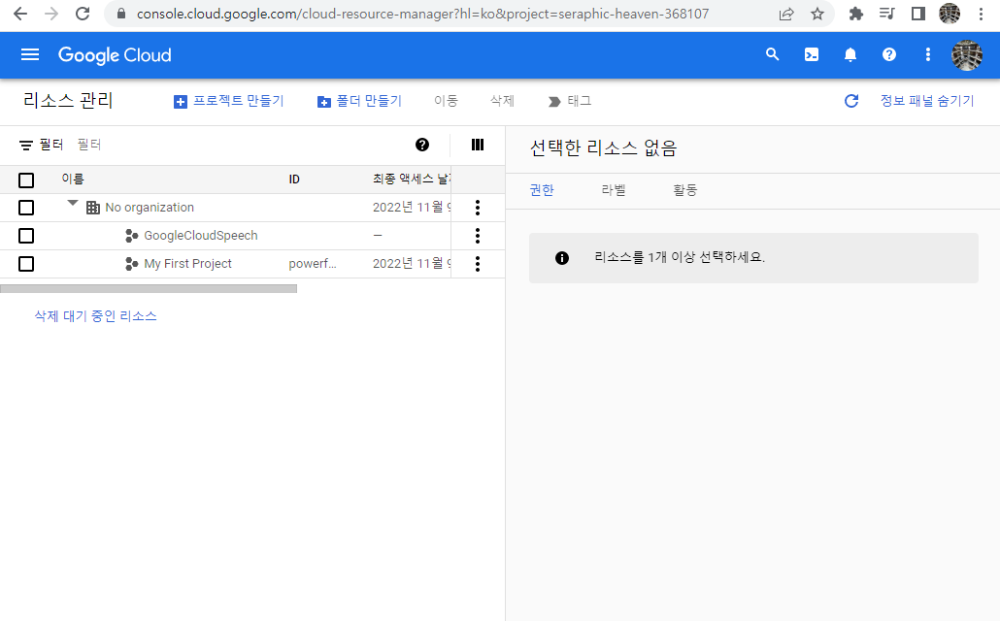 console.cloud.google.com/cloud-resource-manager?hl=ko&project=seraphic-heaven-368107
Google Cloud
리소스 관리 프로젝트 만들기 폴더 만들기 이동 삭제 태그 정보 패널 숨기기
필터 필터
이름 ID 최종 액세스 날
No organization 2022년 11월 9
GoogleCloudSpeech —
My First Project powerf... 2022년 11월 9
삭제 대기 중인 리소스
선택한 리소스 없음
권한 라벨 활동
리소스를 1개 이상 선택하세요.